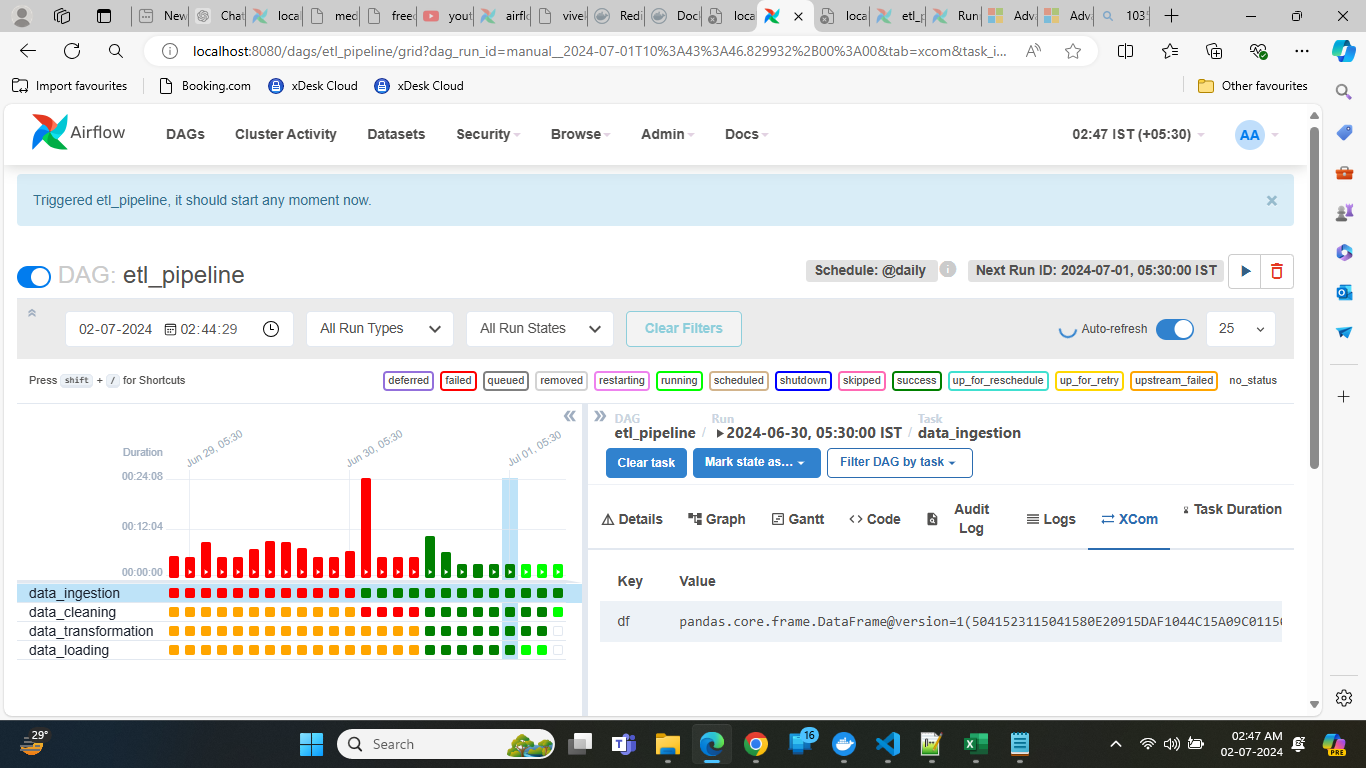 New
Chat
loca
med
free
yout
airflo
vivel
Redi
Doc
loca
loca
etl_p
Run
Adva
Adva
103
localhost:8080/dags/etl_pipeline/grid?dag_run_id=manual__2024-07-01T10%3A43%3A46.829932%2B00%3A00&tab=xcom&task_i...
Import favourites
Booking.com
xDesk Cloud
xDesk Cloud
Other favourites
Airflow
DAGs
Cluster Activity
Datasets
Security
Browse
Admin
Docs
02:47 IST (+05:30)
AA
Triggered etl_pipeline, it should start any moment now.
×
DAG: etl_pipeline
Schedule: @daily
Next Run ID: 2024-07-01, 05:30:00 IST
02-07-2024 02:44:29
All Run Types
All Run States
Clear Filters
Auto-refresh
25
Press shift + / for Shortcuts
deferred
failed
queued
removed
restarting
running
scheduled
shutdown
skipped
success
up_for_reschedule
up_for_retry
upstream_failed
no_status
Duration
Jun 29, 05:30
Jun 30, 05:30
Jul 01, 05:30
00:24:08
00:12:04
00:00:00
data_ingestion
data_cleaning
data_transformation
data_loading
DAG
Run
Task
etl_pipeline / 2024-06-30, 05:30:00 IST / data_ingestion
Clear task
Mark state as...
Filter DAG by task
Details
Graph
Gantt
Code
Audit
Log
Logs
XCom
Task Duration
Key
Value
df
pandas.core.frame.DataFrame@version=1(5041523115041580E20915DAF1044C15A09C01150
29°
Search
16
02:47 AM
02-07-2024
PRE